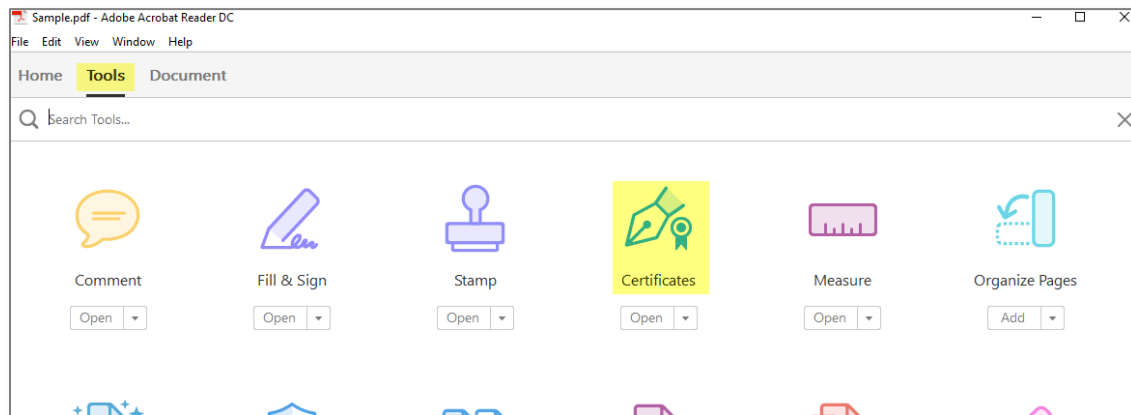 Sample.pdf - Adobe Acrobat Reader DC
File Edit View Window Help
Home Tools Document
Search Tools...
Comment Fill & Sign Stamp Certificates Measure Organize Pages
Open Open Open Open Open Add